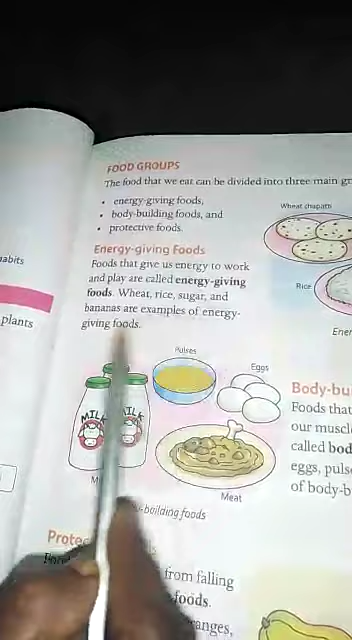 FOOD GROUPS
The food that we eat can be divided into three main
• energy-giving foods,
• body-building foods, and
• protective foods.
Wheat chapatis
Energy-giving Foods
Foods that give us energy to work
and play are called energy-giving
foods. Wheat, rice, sugar, and
bananas are examples of energy-
giving foods.
Rice
abits
plants
Pulses
Eggs
MILK
MILK
Meat
-building foods
Body-bu
Foods that
our muscl
called bod
eggs, puls
of body-b
Prote
from falling
foods.
anges,